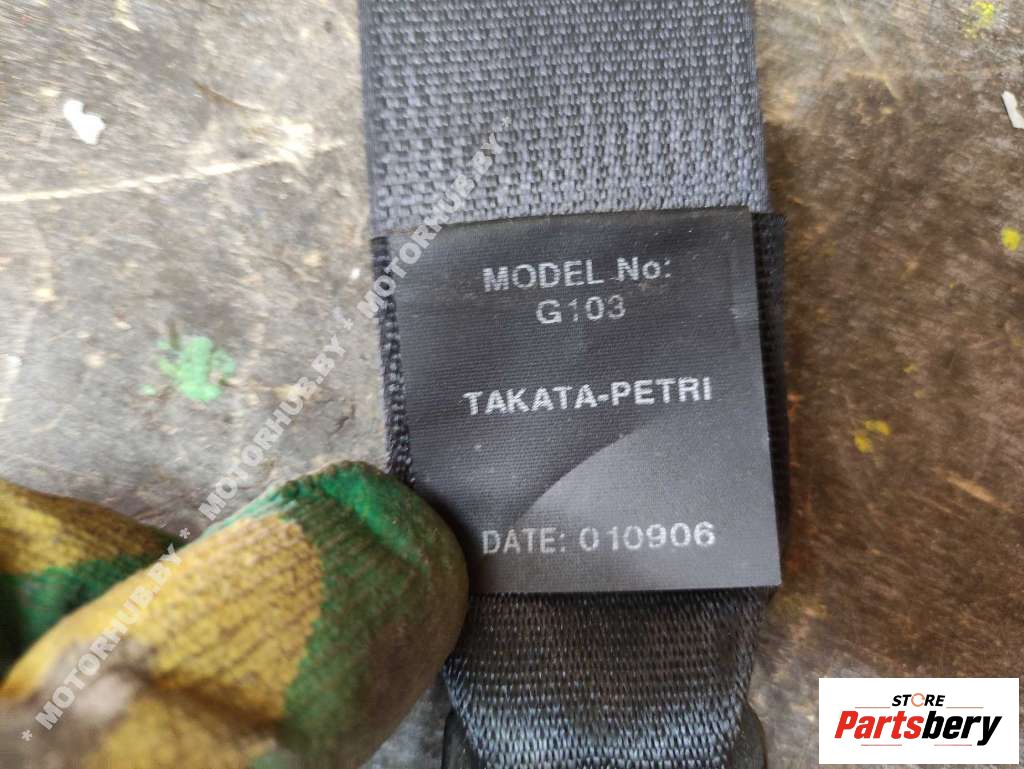 MODEL No:
G103
TAKATA-PETRI
DATE: 010906
* MOTORHUB.BY * MOTORHUB.BY * MOTORHUB.BY *
STORE
Partsbery